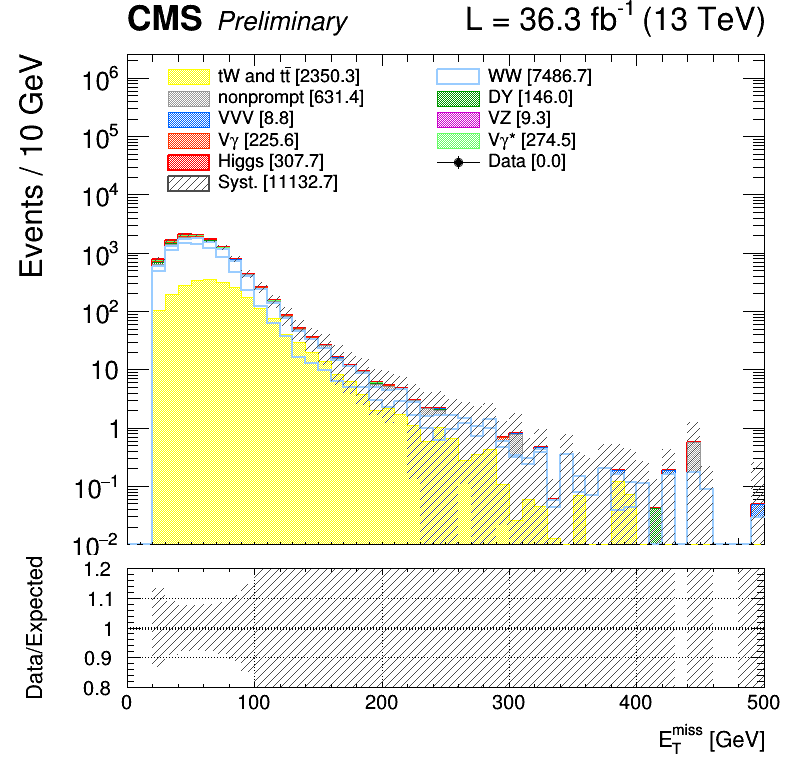 CMS Preliminary L = 36.3 fb⁻¹ (13 TeV)
Events / 10 GeV
tW and tt̄ [2350.3] WW [7486.7]
nonprompt [631.4] DY [146.0]
VVV [8.8] VZ [9.3]
Vγ [225.6] Vγ* [274.5]
Higgs [307.7] Data [0.0]
Syst. [11132.7]
10⁶
10⁵
10⁴
10³
10²
10
1
10⁻¹
10⁻²
Data/Expected
1.2
1.1
1
0.9
0.8
0 100 200 300 400 500
E_T^miss [GeV]